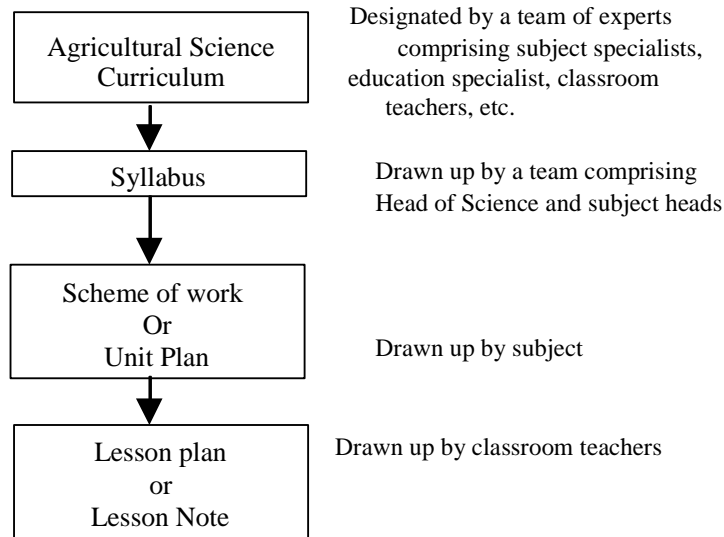 Agricultural Science
Curriculum
Designated by a team of experts
comprising subject specialists,
education specialist, classroom
teachers, etc.
Syllabus
Drawn up by a team comprising
Head of Science and subject heads
Scheme of work
Or
Unit Plan
Drawn up by subject
Lesson plan
or
Lesson Note
Drawn up by classroom teachers